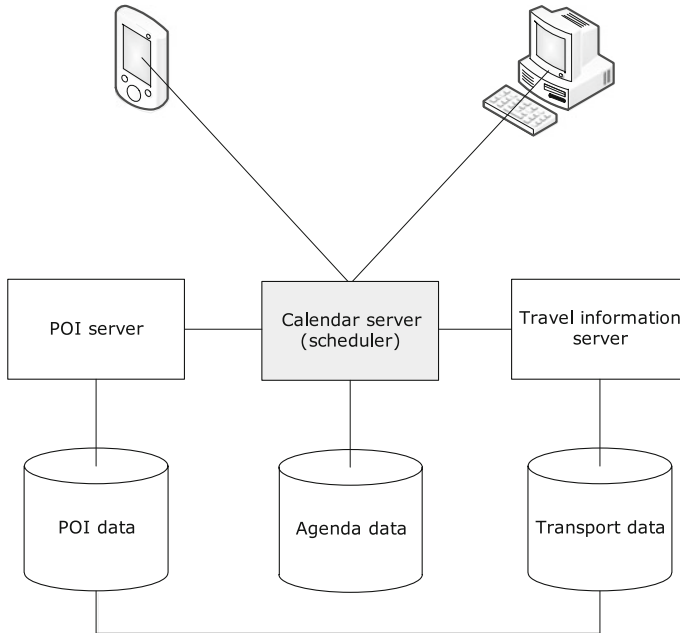 POI server
Calendar server
(scheduler)
Travel information
server
POI data
Agenda data
Transport data